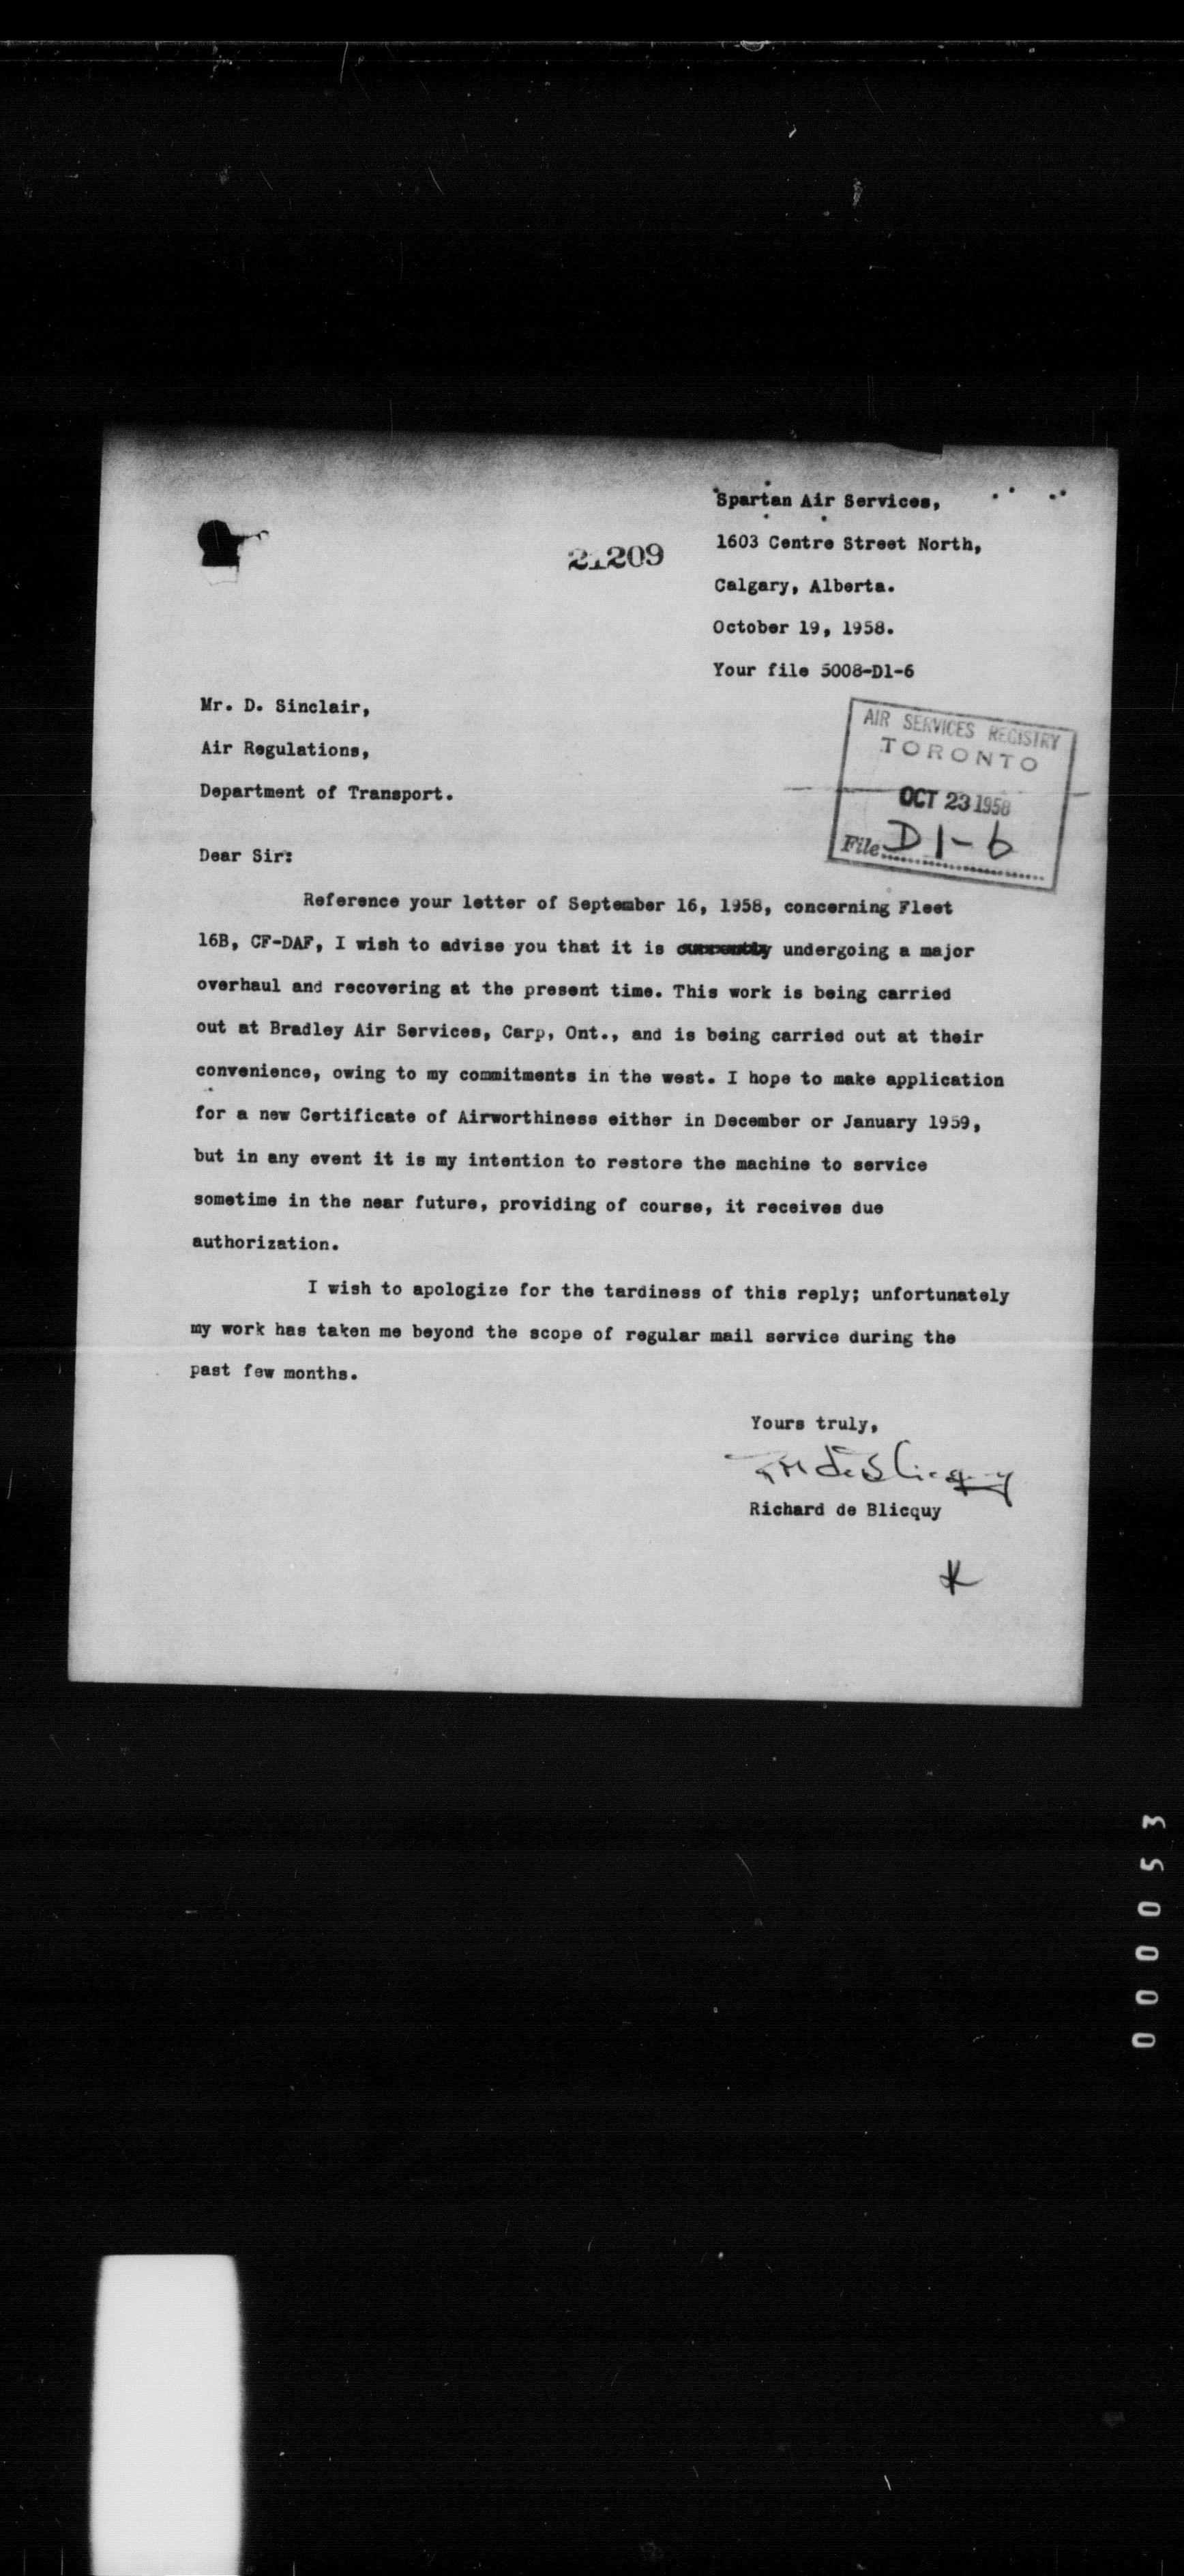 Spartan Air Services,
1603 Centre Street North,
21209
Calgary, Alberta.
October 19, 1958.
Your file 5008-D1-6
Mr. D. Sinclair,
Air Regulations,
Department of Transport.
AIR SERVICES REGISTRY
TORONTO
OCT 23 1958
File D1-6
Dear Sir:
Reference your letter of September 16, 1958, concerning Fleet
16B, CF-DAF, I wish to advise you that it is undergoing a major
overhaul and recovering at the present time. This work is being carried
out at Bradley Air Services, Carp, Ont., and is being carried out at their
convenience, owing to my commitments in the west. I hope to make application
for a new Certificate of Airworthiness either in December or January 1959,
but in any event it is my intention to restore the machine to service
sometime in the near future, providing of course, it receives due
authorization.
I wish to apologize for the tardiness of this reply; unfortunately
my work has taken me beyond the scope of regular mail service during the
past few months.
Yours truly,
Richard de Blicquy
000053